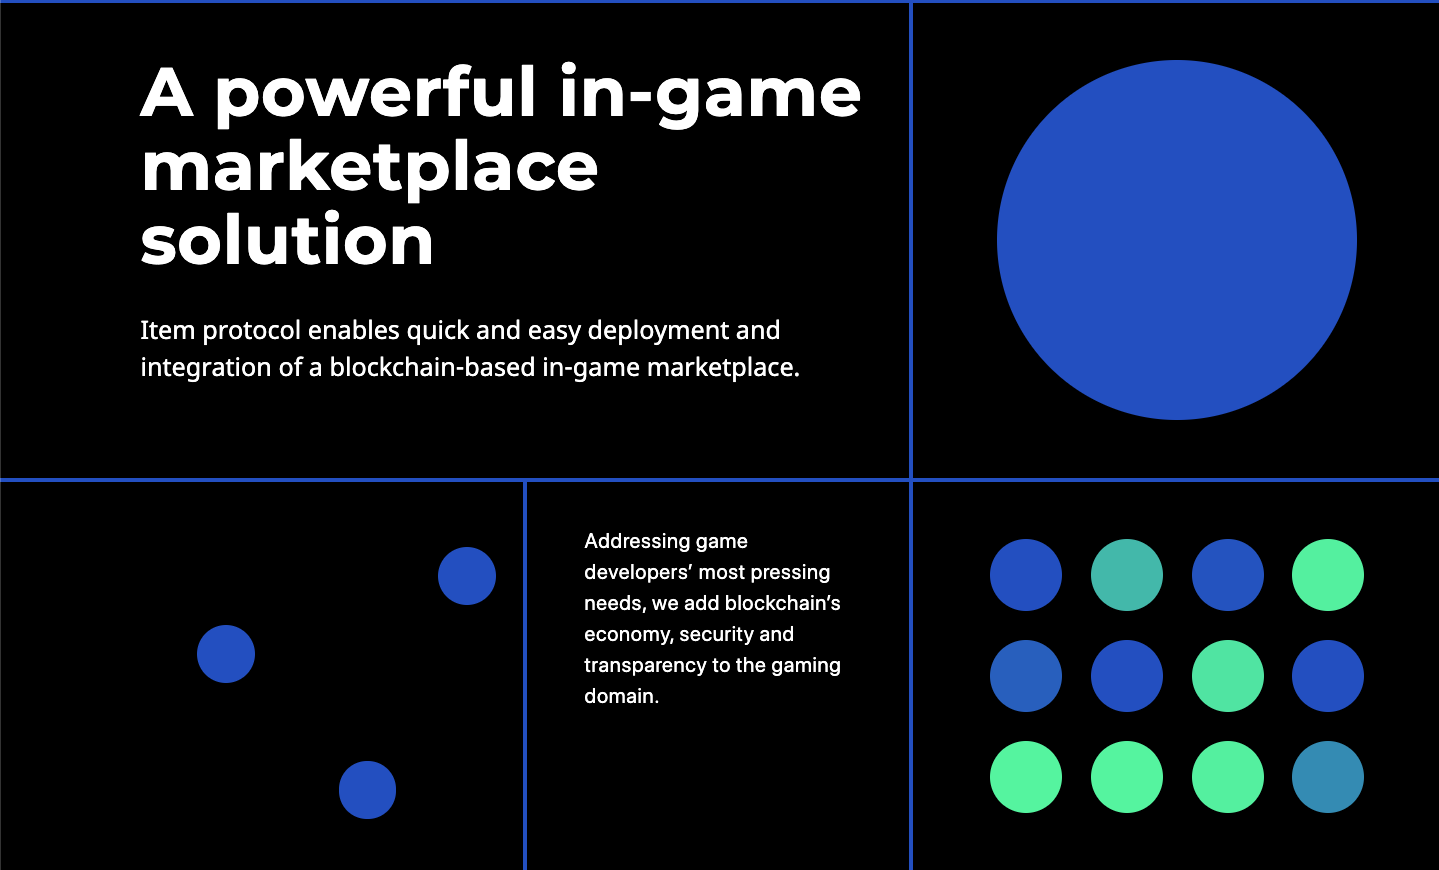 A powerful in-game
marketplace
solution
Item protocol enables quick and easy deployment and
integration of a blockchain-based in-game marketplace.
Addressing game
developers’ most pressing
needs, we add blockchain’s
economy, security and
transparency to the gaming
domain.